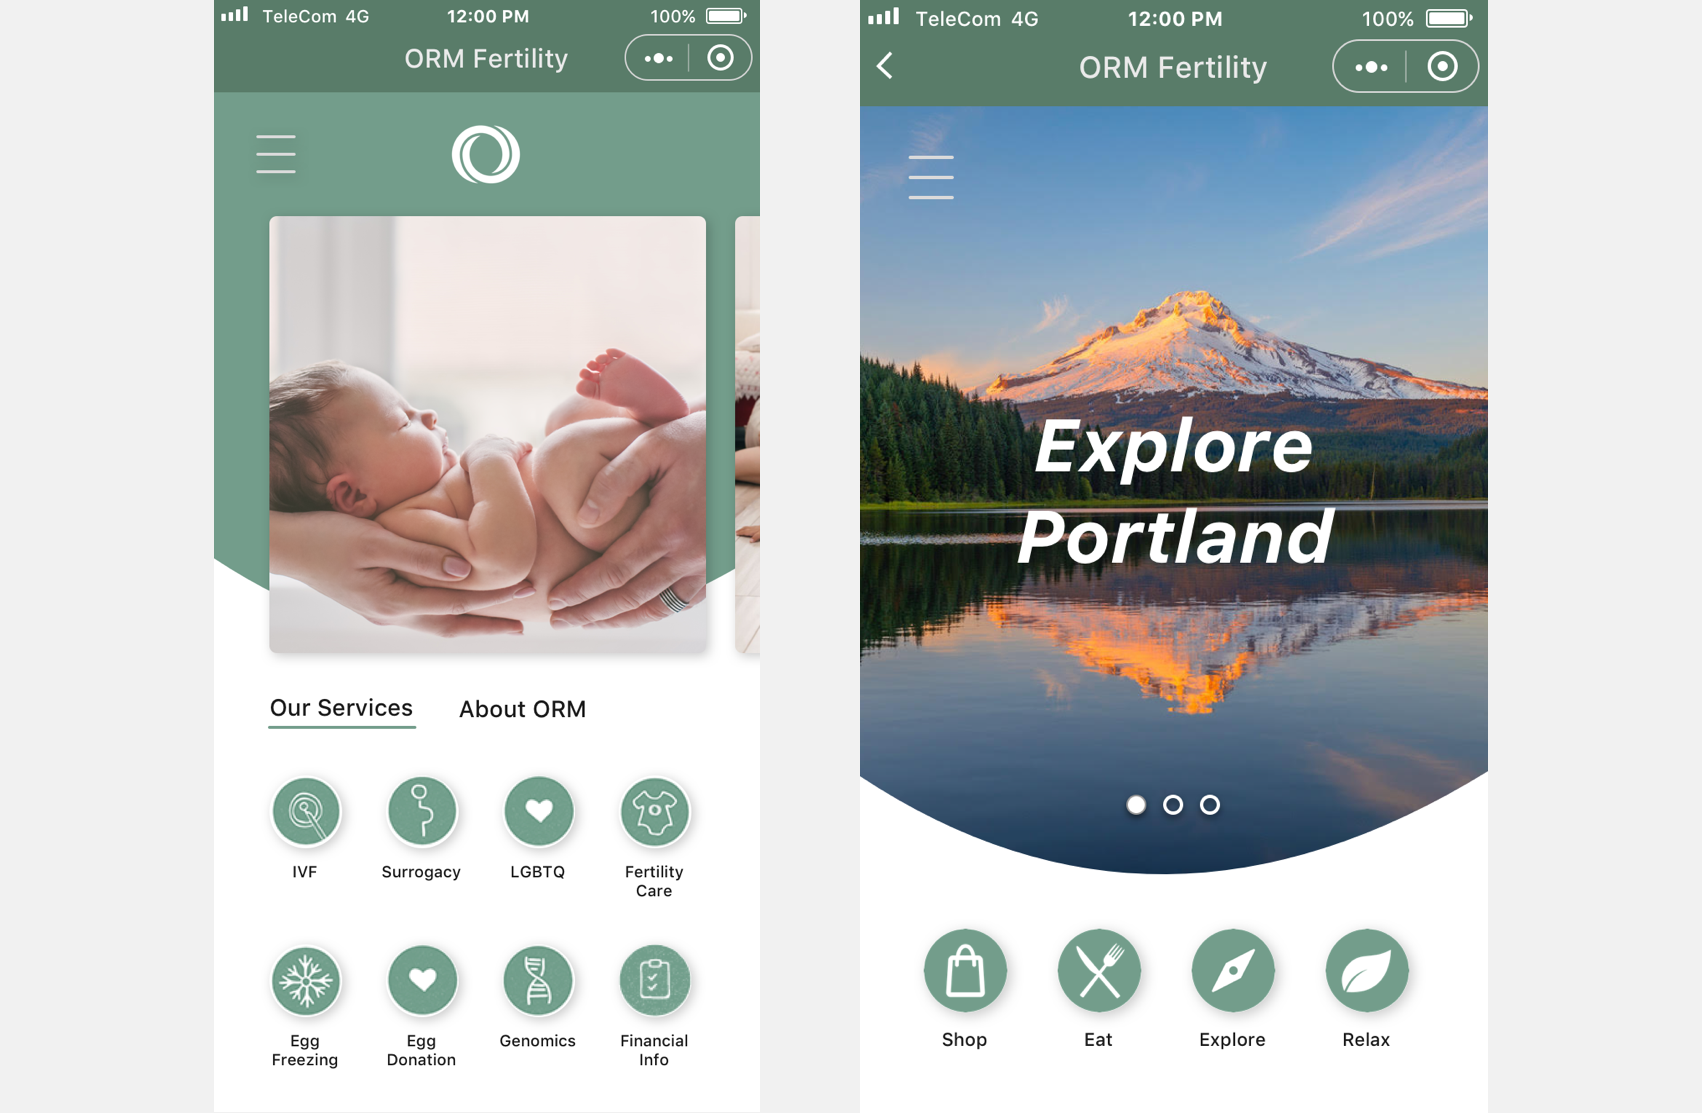 TeleCom 4G 12:00 PM 100%
ORM Fertility
Our Services About ORM
IVF Surrogacy LGBTQ Fertility
Care
Egg Egg Genomics Financial
Freezing Donation Info
TeleCom 4G 12:00 PM 100%
ORM Fertility
Explore
Portland
Shop Eat Explore Relax